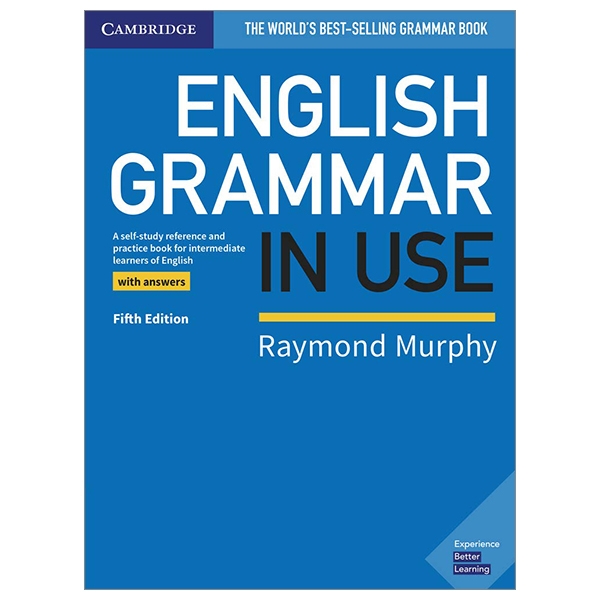 CAMBRIDGE
THE WORLD'S BEST-SELLING GRAMMAR BOOK
ENGLISH
GRAMMAR
IN USE
A self-study reference and
practice book for intermediate
learners of English
with answers
Fifth Edition
Raymond Murphy
Experience
Better
Learning